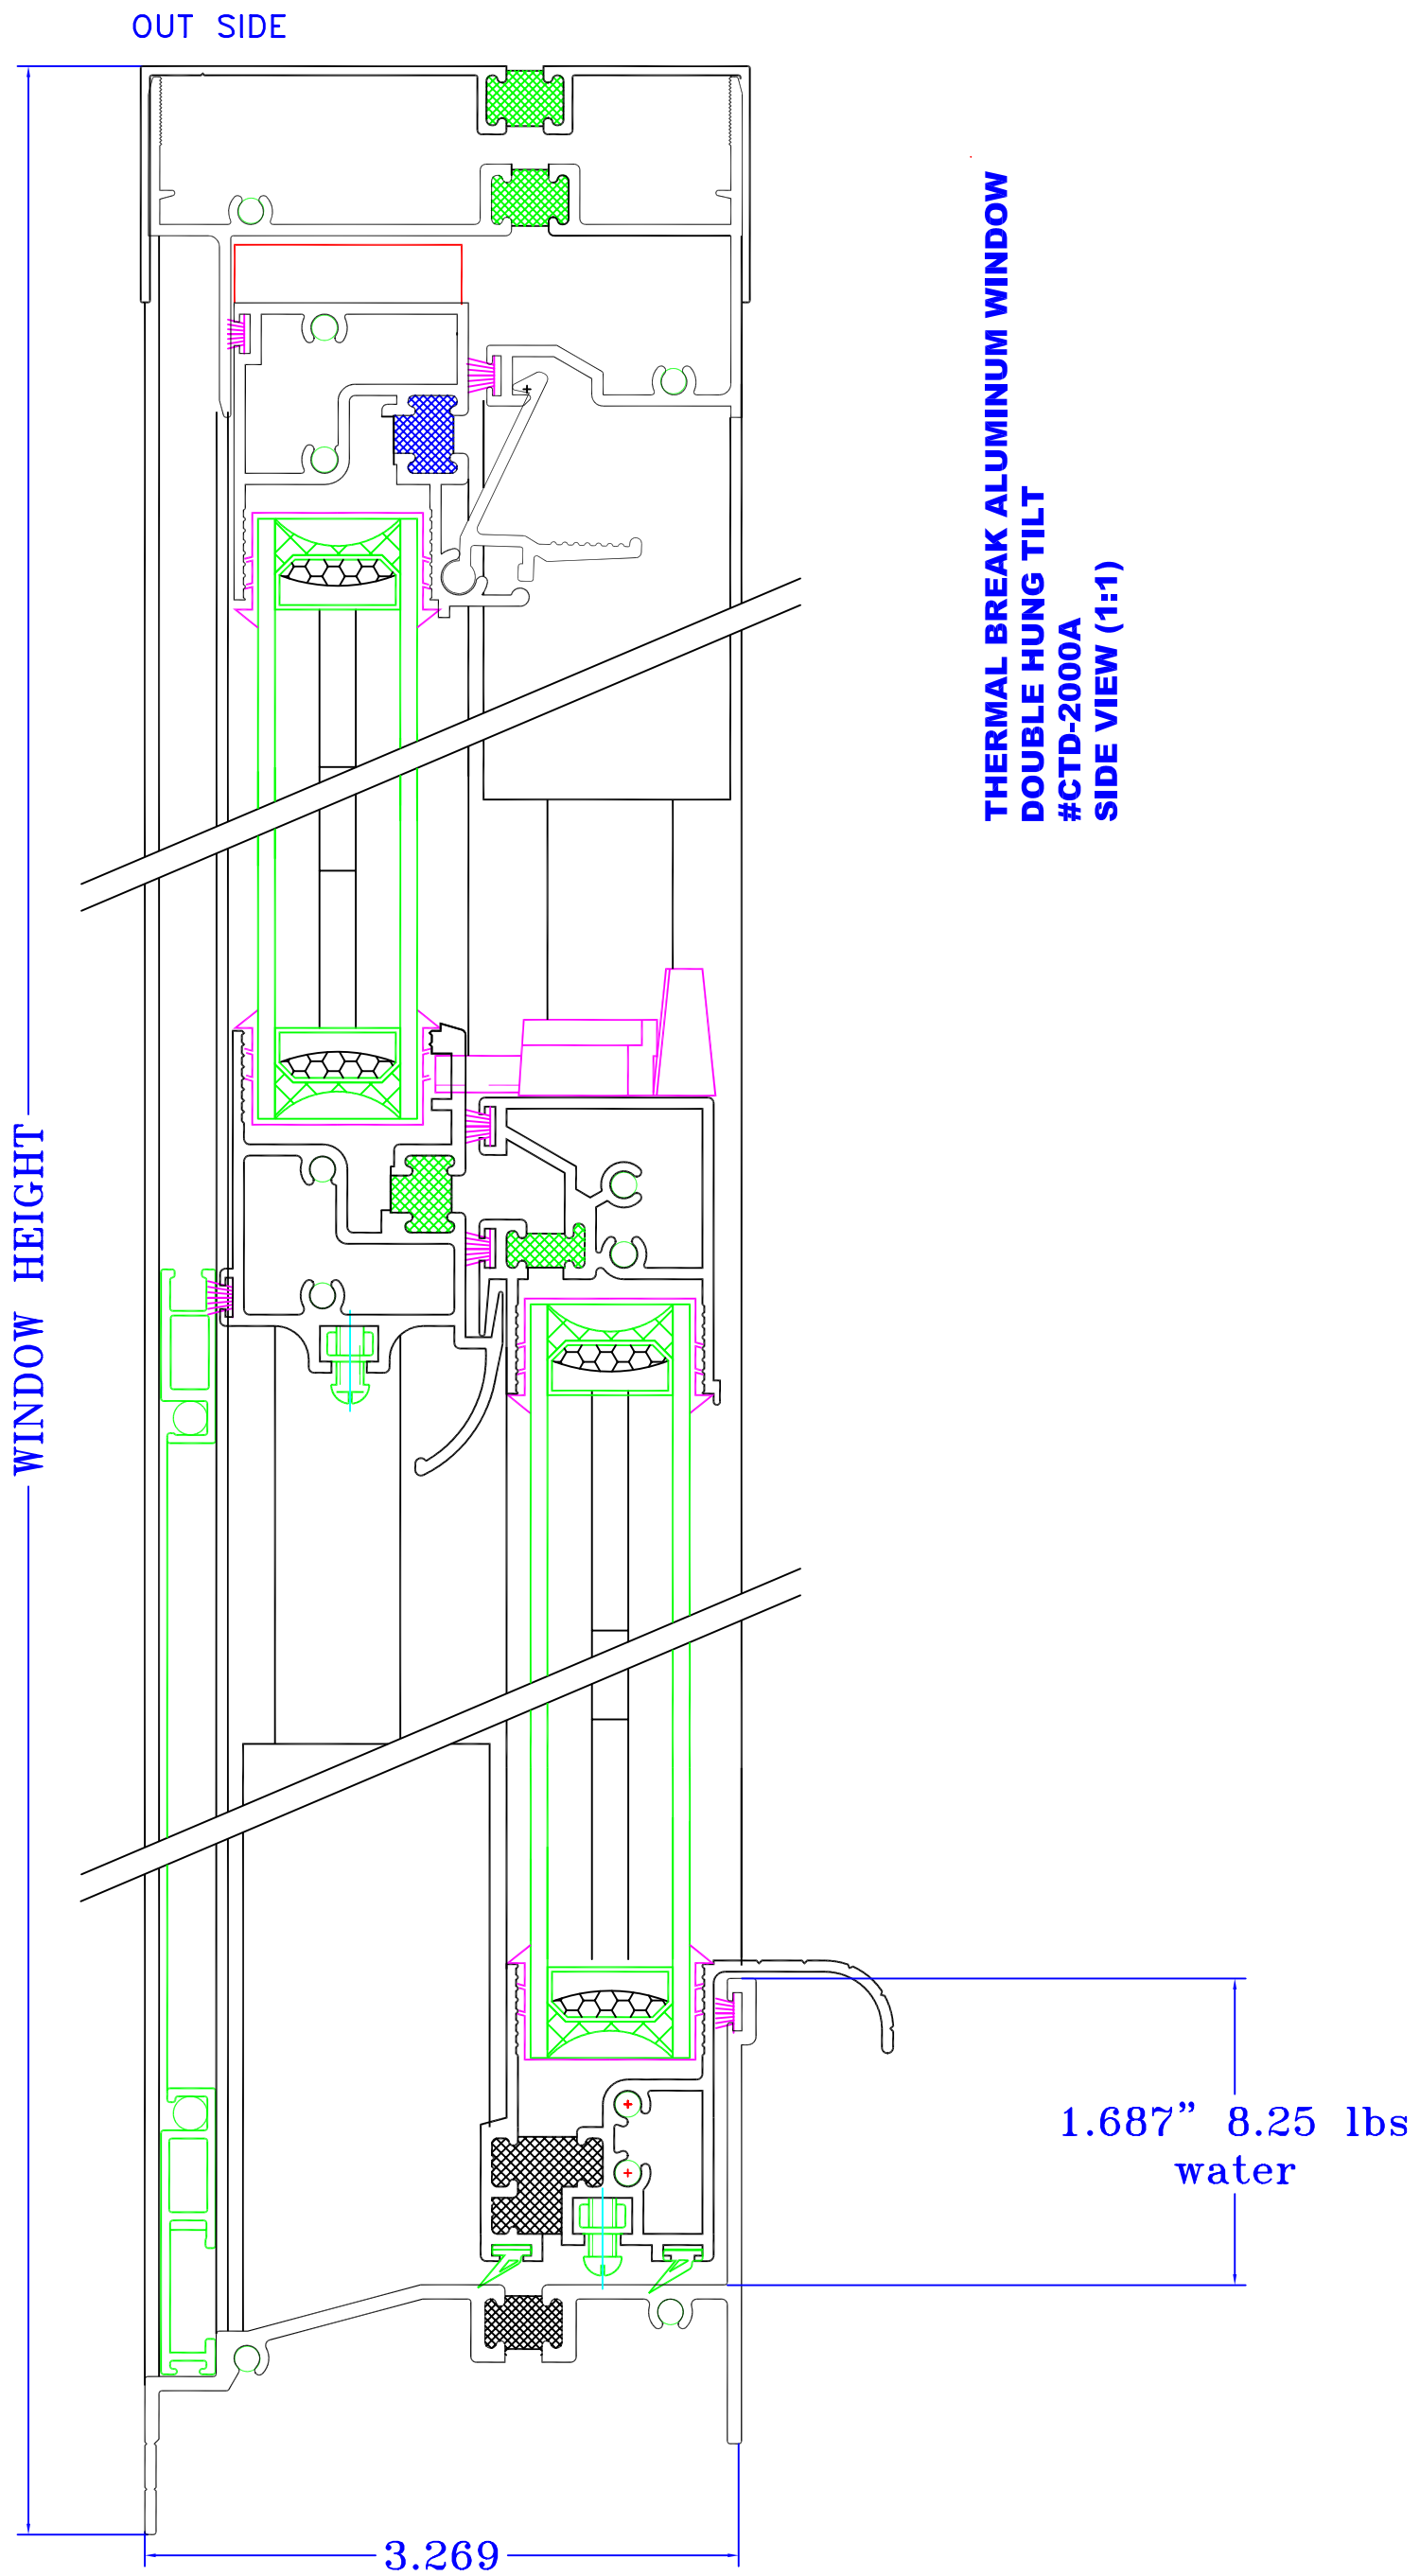 OUT SIDE
THERMAL BREAK ALUMINUM WINDOW
DOUBLE HUNG TILT
#CTD-2000A
SIDE VIEW (1:1)
WINDOW HEIGHT
1.687" 8.25 lbs
water
3.269